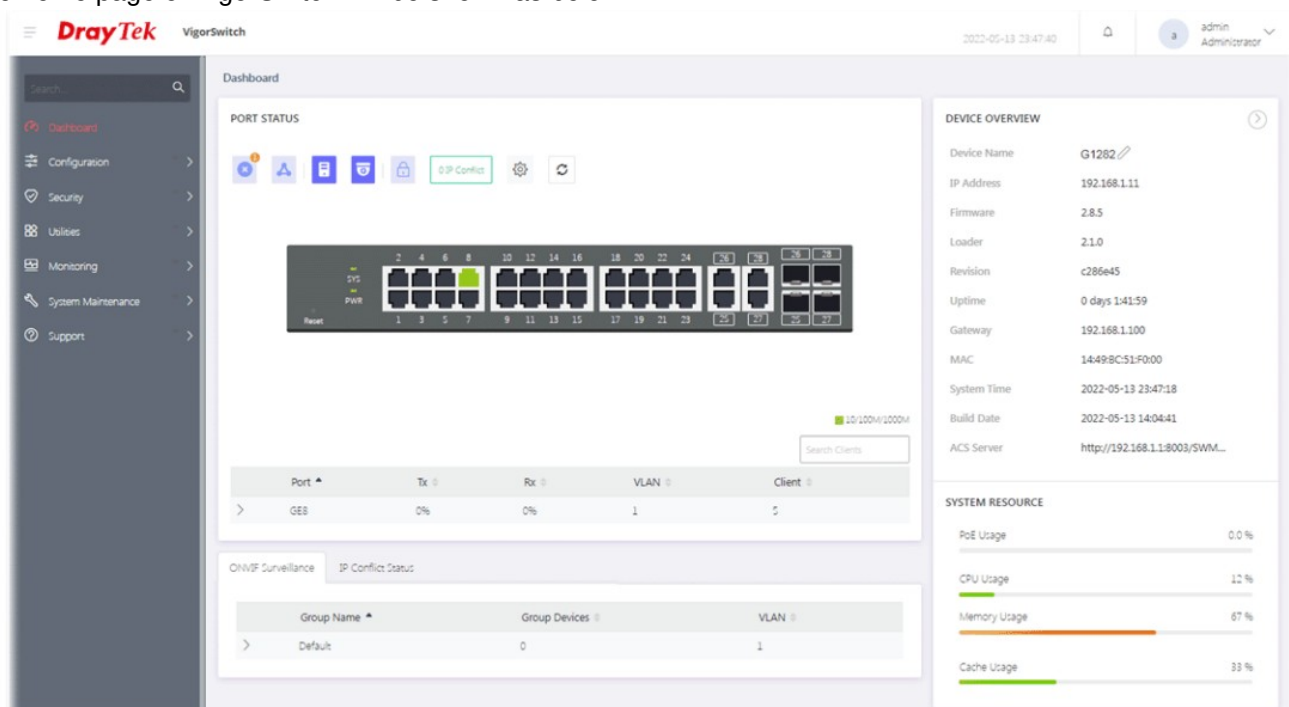 DrayTek VigorSwitch
2022-05-13 23:47:40
a
admin
Administrator
Search...
Dashboard
Configuration
Security
Utilities
Monitoring
System Maintenance
Support
Dashboard
PORT STATUS
0 IP Conflict
2 4 6 8 10 12 14 16 18 20 22 24 26 28 26 28
SYS
PWR
Reset
1 3 5 7 9 11 13 15 17 19 21 23 25 27 25 27
10/100M/1000M
Search Clients
Port Tx Rx VLAN Client
GE8 0% 0% 1 5
ONVIF Surveillance IP Conflict Status
Group Name Group Devices VLAN
Default 0 1
DEVICE OVERVIEW
Device Name G1282
IP Address 192.168.1.11
Firmware 2.8.5
Loader 2.1.0
Revision c286e45
Uptime 0 days 1:41:59
Gateway 192.168.1.100
MAC 14:49:BC:51:F0:00
System Time 2022-05-13 23:47:18
Build Date 2022-05-13 14:04:41
ACS Server http://192.168.1.1:8003/SWM...
SYSTEM RESOURCE
PoE Usage 0.0 %
CPU Usage 12 %
Memory Usage 67 %
Cache Usage 33 %